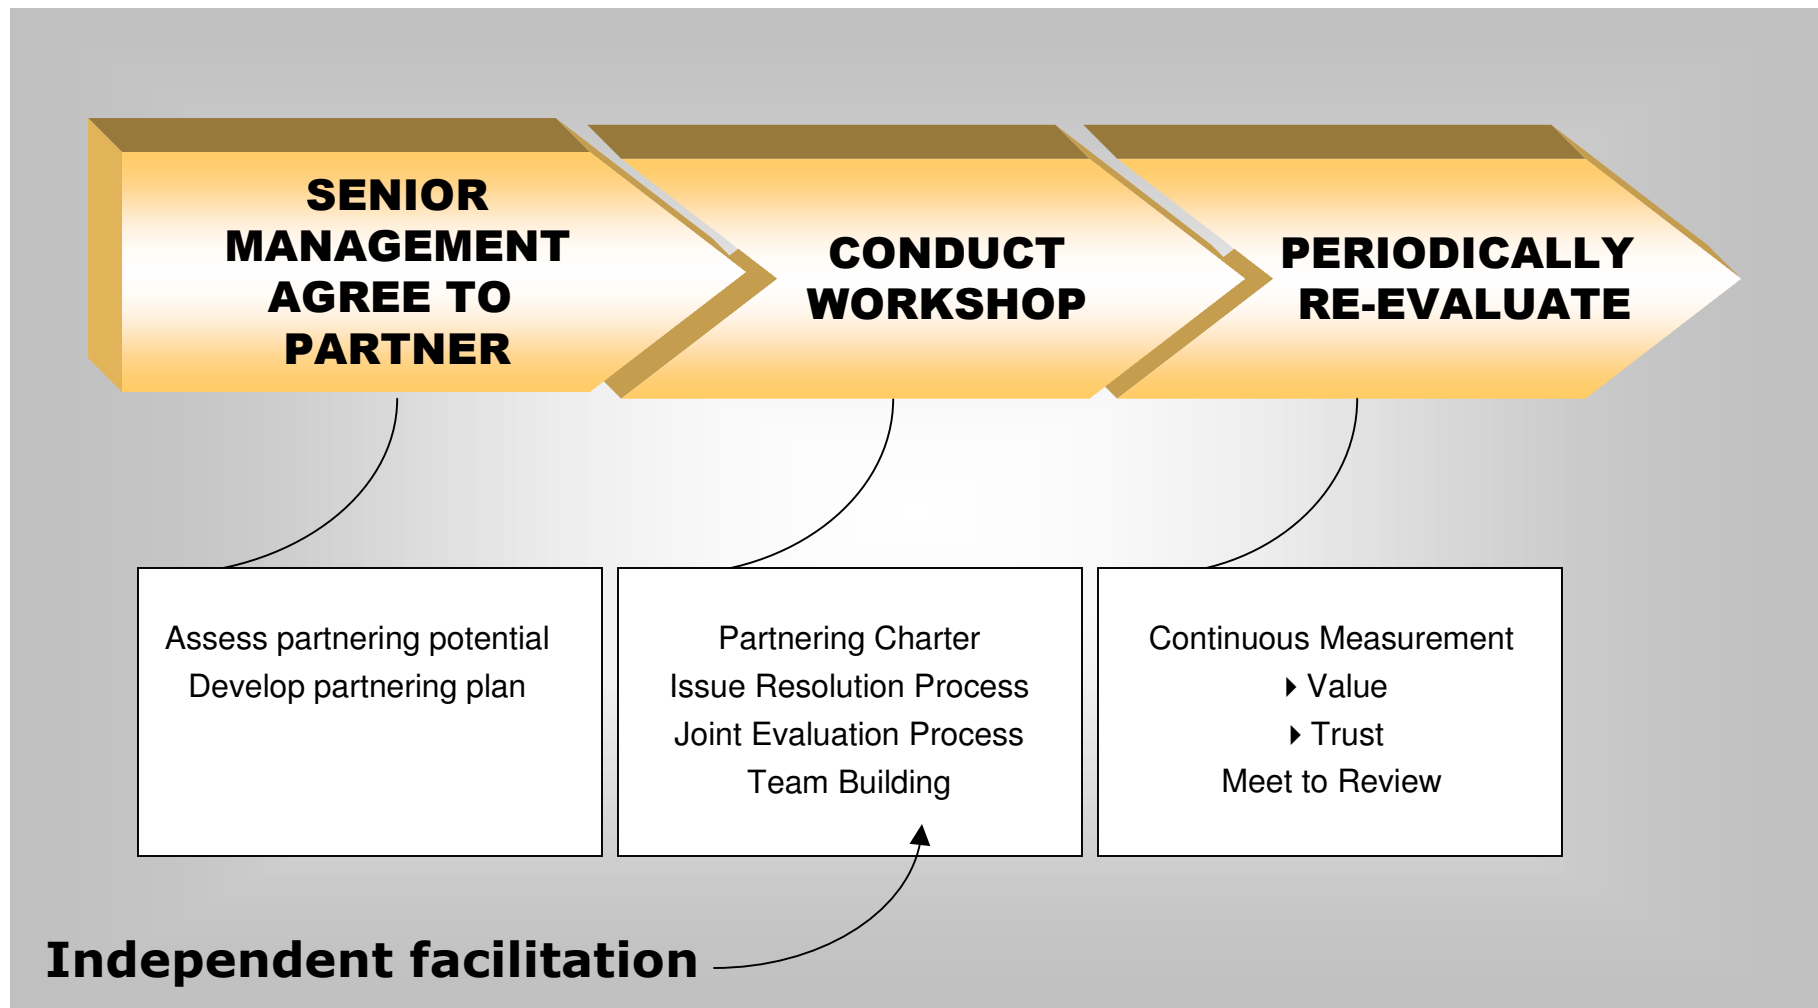 SENIOR
MANAGEMENT
AGREE TO
PARTNER
CONDUCT
WORKSHOP
PERIODICALLY
RE-EVALUATE
Assess partnering potential
Develop partnering plan
Partnering Charter
Issue Resolution Process
Joint Evaluation Process
Team Building
Continuous Measurement
Value
Trust
Meet to Review
Independent facilitation